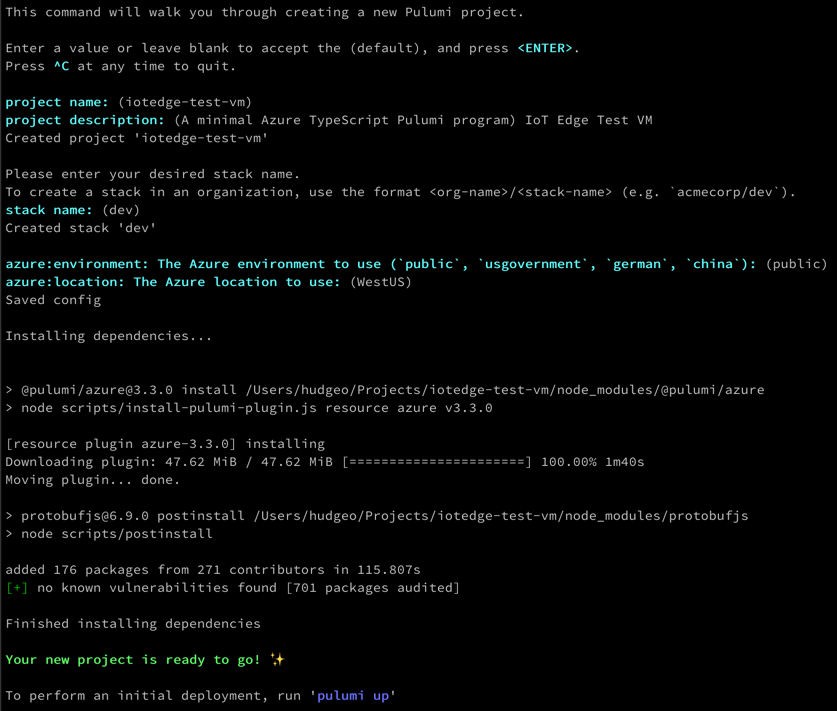 This command will walk you through creating a new Pulumi project.
Enter a value or leave blank to accept the (default), and press <ENTER>.
Press ^C at any time to quit.
project name: (iotedge-test-vm)
project description: (A minimal Azure TypeScript Pulumi program) IoT Edge Test VM
Created project 'iotedge-test-vm'
Please enter your desired stack name.
To create a stack in an organization, use the format <org-name>/<stack-name> (e.g. `acmecorp/dev`).
stack name: (dev)
Created stack 'dev'
azure:environment: The Azure environment to use (`public`, `usgovernment`, `german`, `china`): (public)
azure:location: The Azure location to use: (WestUS)
Saved config
Installing dependencies...
> @pulumi/azure@3.3.0 install /Users/hudgeo/Projects/iotedge-test-vm/node_modules/@pulumi/azure
> node scripts/install-pulumi-plugin.js resource azure v3.3.0
[resource plugin azure-3.3.0] installing
Downloading plugin: 47.62 MiB / 47.62 MiB [======================] 100.00% 1m40s
Moving plugin... done.
> protobufjs@6.9.0 postinstall /Users/hudgeo/Projects/iotedge-test-vm/node_modules/protobufjs
> node scripts/postinstall
added 176 packages from 271 contributors in 115.807s
[+] no known vulnerabilities found [701 packages audited]
Finished installing dependencies
Your new project is ready to go! ✨
To perform an initial deployment, run 'pulumi up'